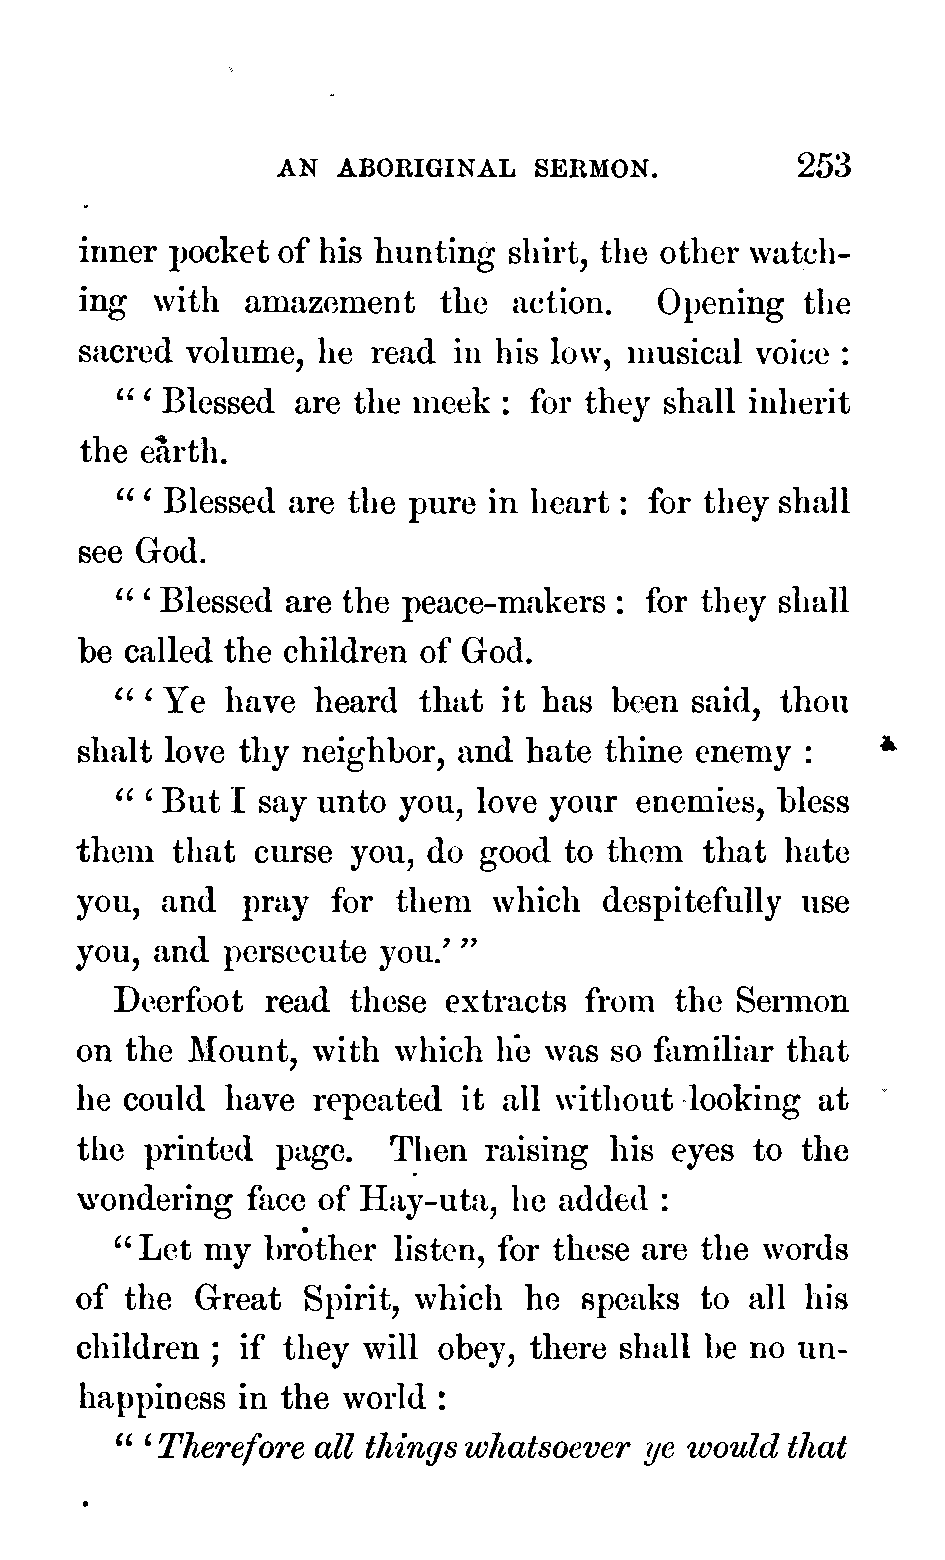 AN ABORIGINAL SERMON. 253
inner pocket of his hunting shirt, the other watch-
ing with amazement the action. Opening the
sacred volume, he read in his low, musical voice :
“ ‘ Blessed are the meek : for they shall inherit
the earth.
“ ‘ Blessed are the pure in heart : for they shall
see God.
“ ‘ Blessed are the peace-makers : for they shall
be called the children of God.
“ ‘ Ye have heard that it has been said, thou
shalt love thy neighbor, and hate thine enemy :
“ ‘ But I say unto you, love your enemies, bless
them that curse you, do good to them that hate
you, and pray for them which despitefully use
you, and persecute you.’ ”
Deerfoot read these extracts from the Sermon
on the Mount, with which he was so familiar that
he could have repeated it all without looking at
the printed page. Then raising his eyes to the
wondering face of Hay-uta, he added :
“ Let my brother listen, for these are the words
of the Great Spirit, which he speaks to all his
children ; if they will obey, there shall be no un-
happiness in the world :
“ ‘ Therefore all things whatsoever ye would that